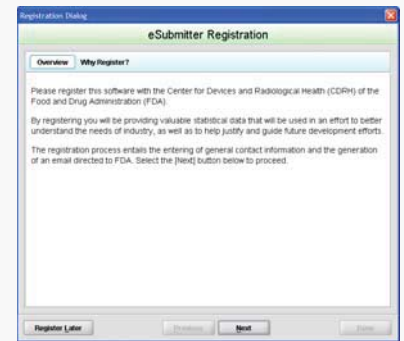 Registration Dialog
eSubmitter Registration
Overview Why Register?
Please register this software with the Center for Devices and Radiological Health (CDRH) of the
Food and Drug Administration (FDA).
By registering you will be providing valuable statistical data that will be used in an effort to better
understand the needs of industry, as well as to help justify and guide future development efforts.
The registration process entails the entering of general contact information and the generation
of an email directed to FDA. Select the [Next] button below to proceed.
Register Later Previous Next